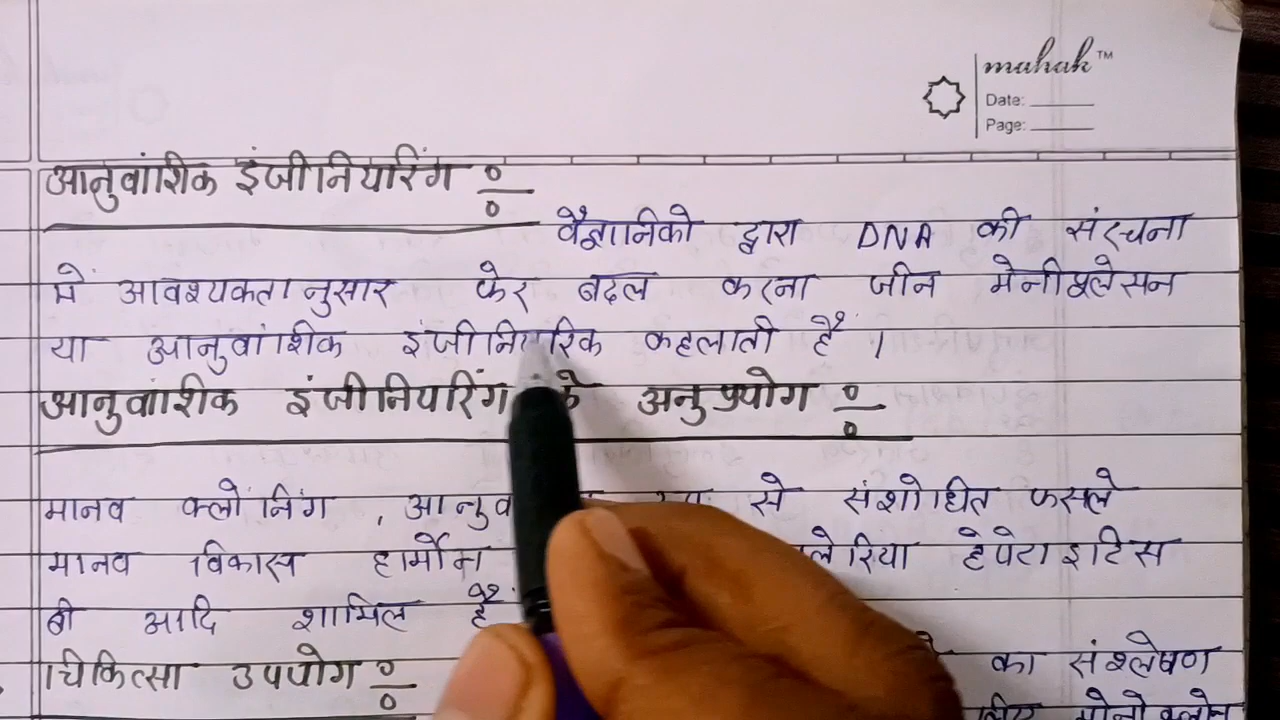 mahak™
Date:
Page:
आनुवांशिक इंजीनियरिंग :
वैज्ञानिको द्वारा DNA की संरचना
में आवश्यकतानुसार फेर बदल करना जीन मेनीपुलेसन
या आनुवांशिक इंजीनियरिक कहलाती है ।
आनुवांशिक इंजीनियरिंग के अनुप्रयोग :
मानव क्लोनिंग , से संशोधित फसले
मानव विकास हार्मोन हेपेटाइटिस
बी आदि शामिल है
चिकित्सा उपयोग : का संश्लेषण